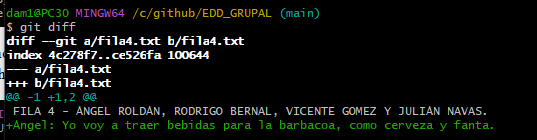 dam1@PC30 MINGW64 /c/github/EDD_GRUPAL (main)
$ git diff
diff --git a/fila4.txt b/fila4.txt
index 4c278f7..ce526fa 100644
--- a/fila4.txt
+++ b/fila4.txt
@@ -1 +1,2 @@
 FILA 4 - ÁNGEL ROLDÁN, RODRIGO BERNAL, VICENTE GOMEZ Y JULIÁN NAVAS.
+Ángel: Yo voy a traer bebidas para la barbacoa, como cerveza y fanta.